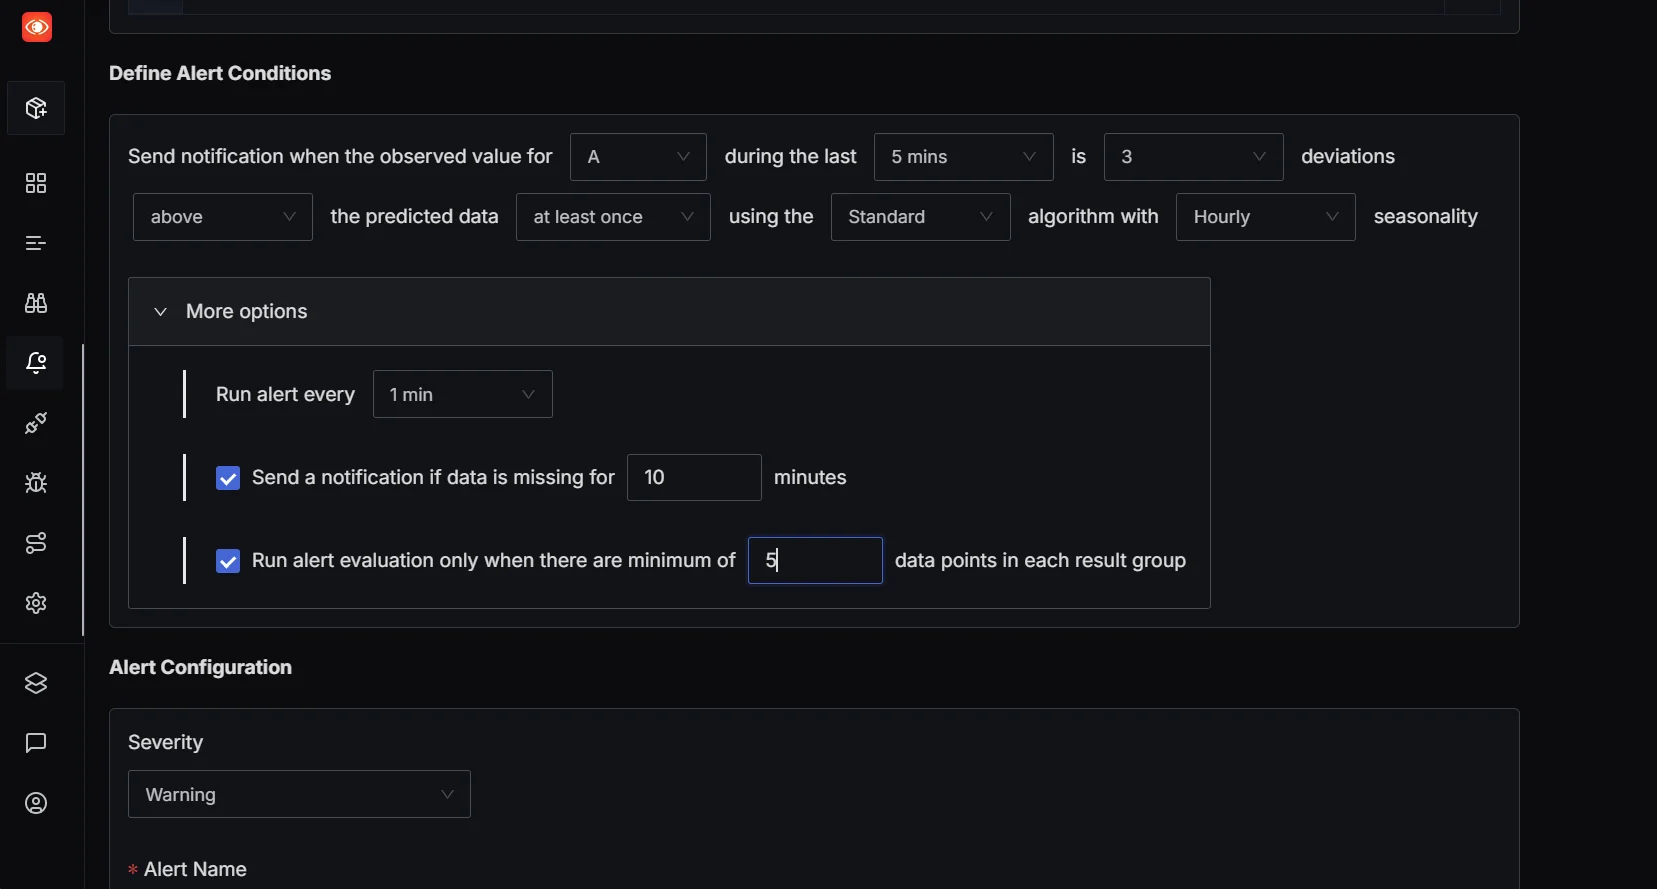 Define Alert Conditions
Send notification when the observed value for A during the last 5 mins is 3 deviations
above the predicted data at least once using the Standard algorithm with Hourly seasonality
More options
Run alert every 1 min
Send a notification if data is missing for 10 minutes
Run alert evaluation only when there are minimum of 5 data points in each result group
Alert Configuration
Severity
Warning
* Alert Name